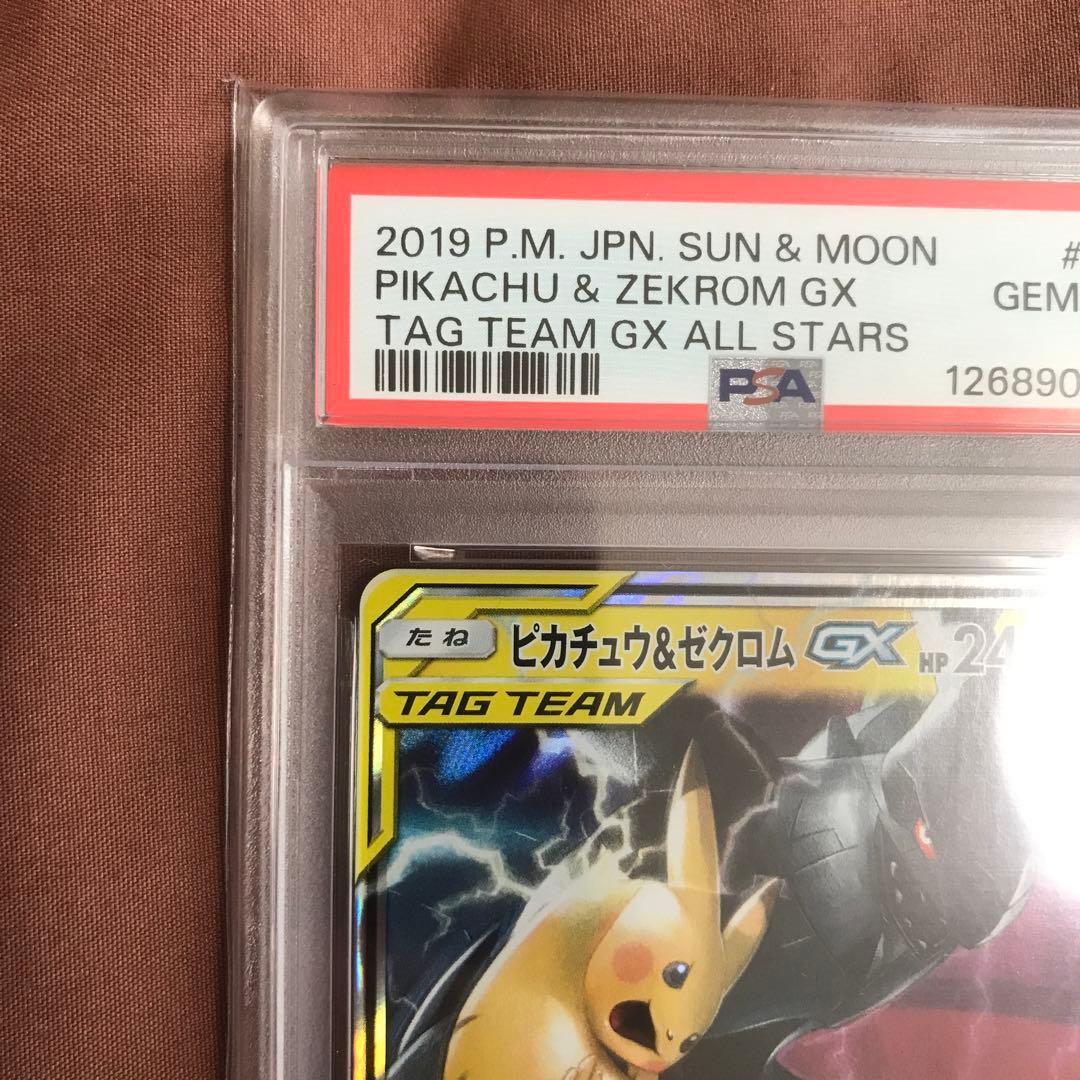 2019 P.M. JPN. SUN & MOON #
PIKACHU & ZEKROM GX GEM
TAG TEAM GX ALL STARS
PSA 126890
たね ピカチュウ&ゼクロム GX HP 24
TAG TEAM